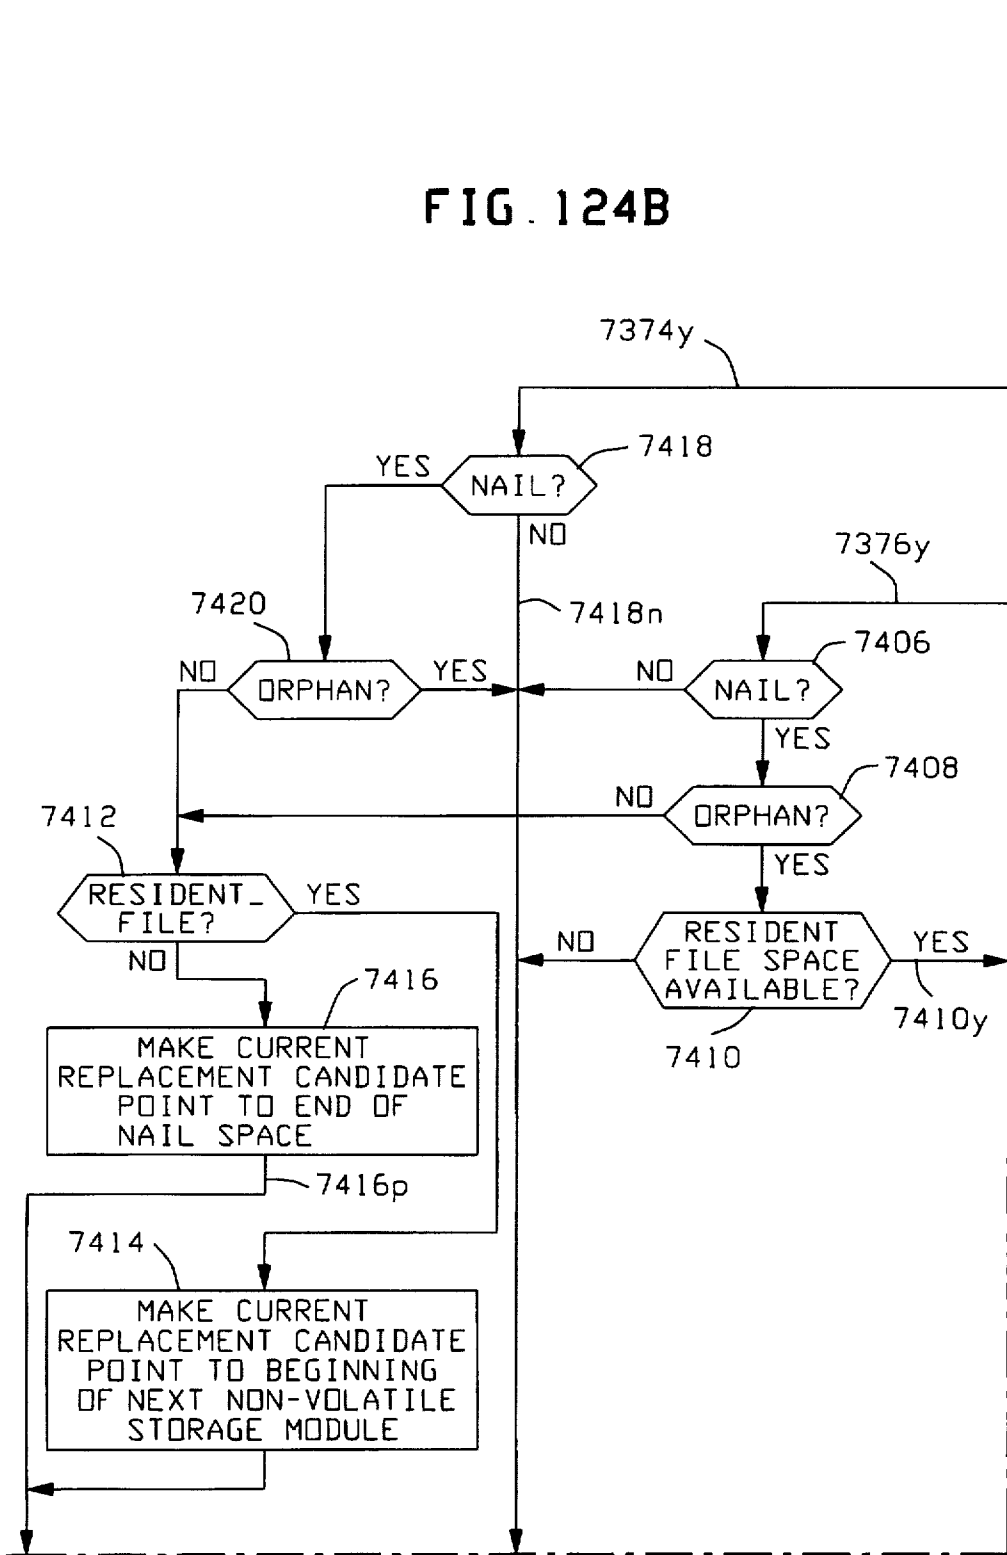 FIG. 124B
7374y
7418
YES
NAIL?
NO
7376y
7420
7418n
7406
NO
ORPHAN?
YES
NO
NAIL?
YES
7408
7412
NO
ORPHAN?
YES
RESIDENT_
FILE?
YES
NO
NO
RESIDENT
FILE SPACE
AVAILABLE?
YES
7416
7410y
7410
MAKE CURRENT
REPLACEMENT CANDIDATE
POINT TO END OF
NAIL SPACE
7416p
7414
MAKE CURRENT
REPLACEMENT CANDIDATE
POINT TO BEGINNING
OF NEXT NON-VOLATILE
STORAGE MODULE